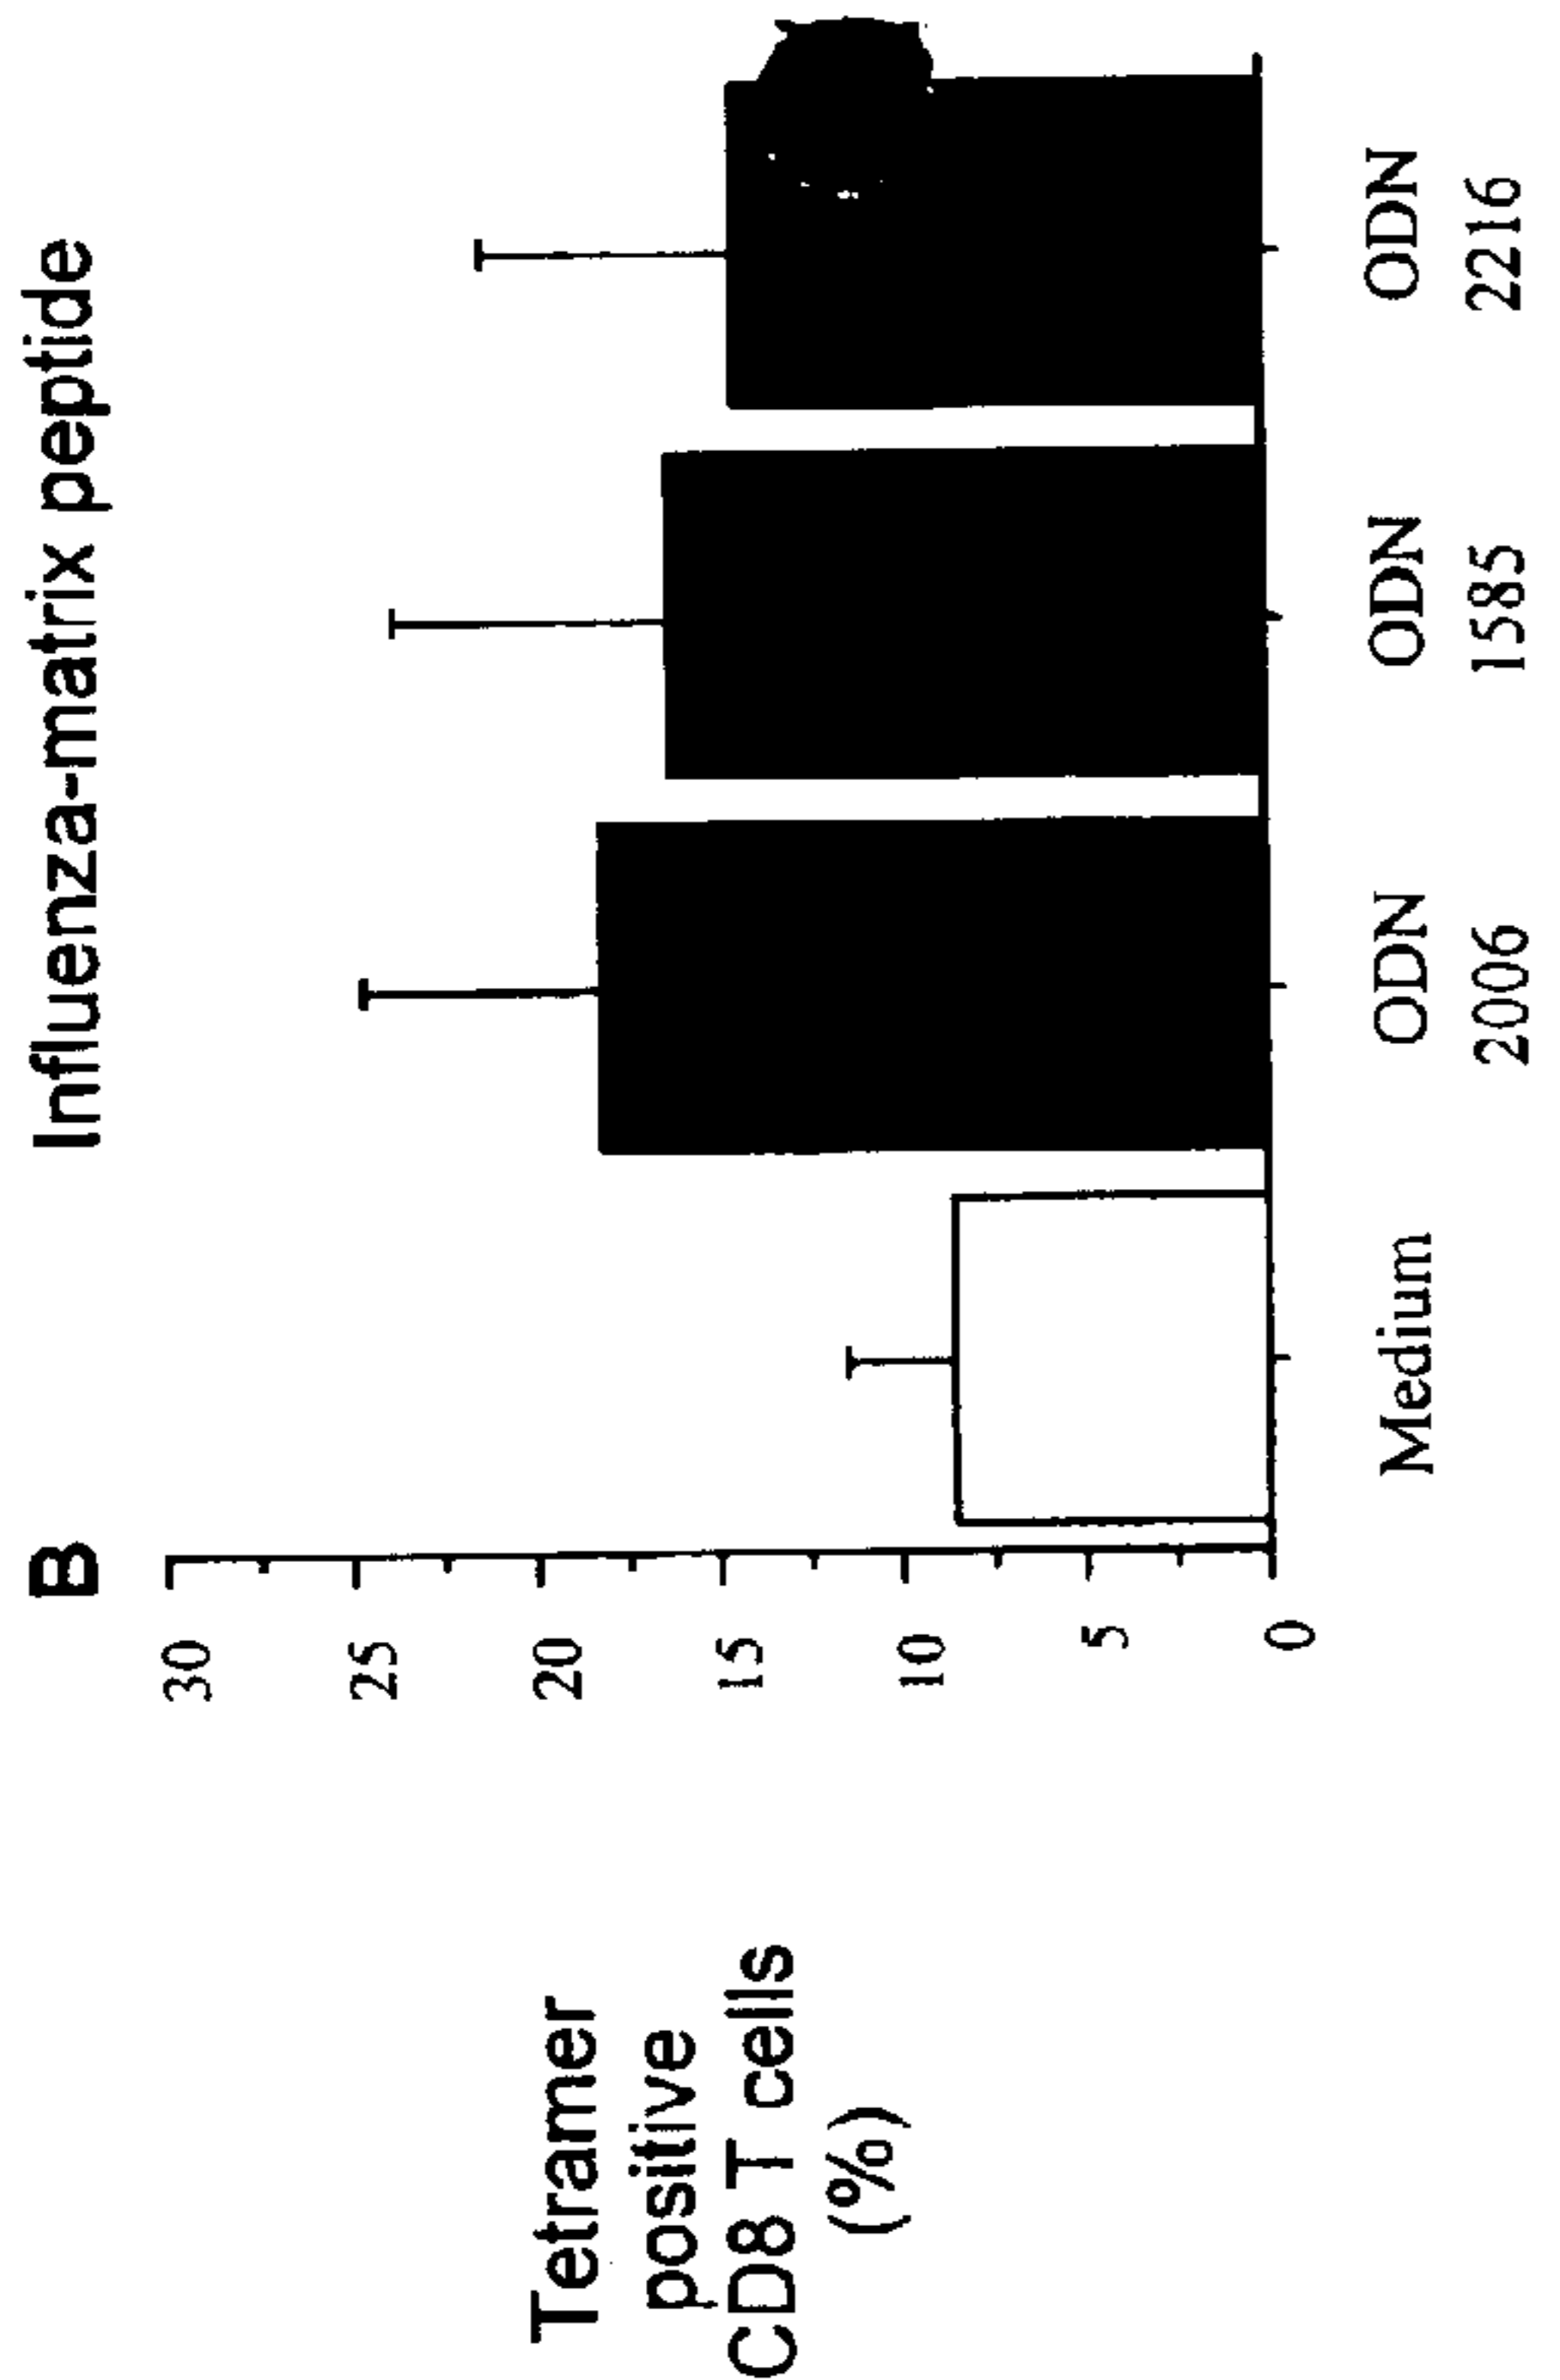 B
Influenza-matrix peptide
Tetramer
positive
CD8 T cells
(%)
30
25
20
15
10
5
0
Medium
ODN
2006
ODN
1585
ODN
2216